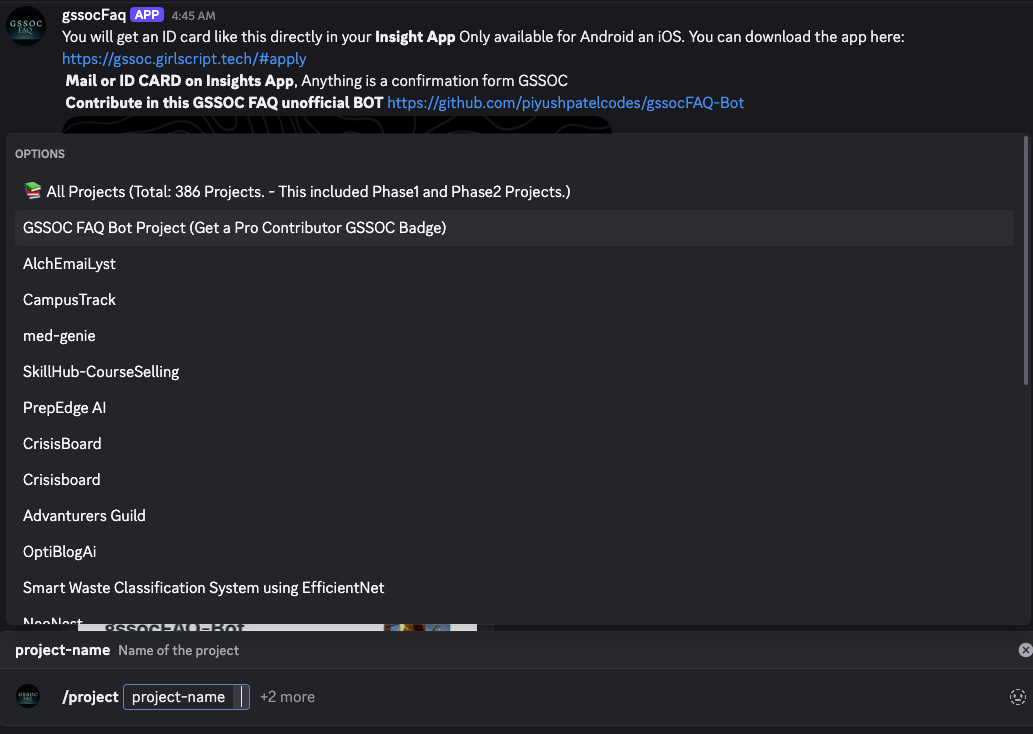 gssocFaq APP 4:45 AM
You will get an ID card like this directly in your Insight App Only available for Android an iOS. You can download the app here:
https://gssoc.girlscript.tech/#apply
Mail or ID CARD on Insights App, Anything is a confirmation form GSSOC
Contribute in this GSSOC FAQ unofficial BOT https://github.com/piyushpatelcodes/gssocFAQ-Bot
OPTIONS
📚 All Projects (Total: 386 Projects. - This included Phase1 and Phase2 Projects.)
GSSOC FAQ Bot Project (Get a Pro Contributor GSSOC Badge)
AlchEmaiLyst
CampusTrack
med-genie
SkillHub-CourseSelling
PrepEdge AI
CrisisBoard
Crisisboard
Advanturers Guild
OptiBlogAi
Smart Waste Classification System using EfficientNet
NeoNest
gssocFAQ-Bot
project-name Name of the project
/project project-name +2 more